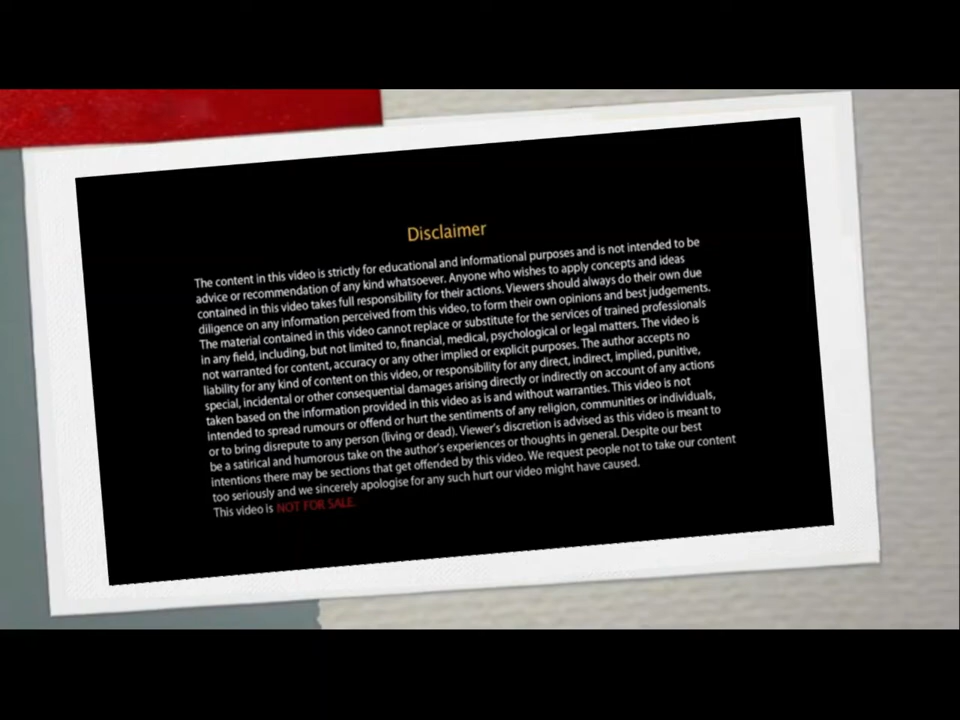 Disclaimer
The content in this video is strictly for educational and informational purposes and is not intended to be
advice or recommendation of any kind whatsoever. Anyone who wishes to apply concepts and ideas
contained in this video takes full responsibility for their actions. Viewers should always do their own due
diligence on any information perceived from this video, to form their own opinions and best judgements.
The material contained in this video cannot replace or substitute for the services of trained professionals
in any field, including, but not limited to, financial, medical, psychological or legal matters. The video is
not warranted for content, accuracy or any other implied or explicit purposes. The author accepts no
liability for any kind of content on this video, or responsibility for any direct, indirect, implied, punitive,
special, incidental or other consequential damages arising directly or indirectly on account of any actions
taken based on the information provided in this video as is and without warranties. This video is not
intended to spread rumours or offend or hurt the sentiments of any religion, communities or individuals,
or to bring disrepute to any person (living or dead). Viewer's discretion is advised as this video is meant to
be a satirical and humorous take on the author's experiences or thoughts in general. Despite our best
intentions there may be sections that get offended by this video. We request people not to take our content
too seriously and we sincerely apologise for any such hurt our video might have caused.
This video is NOT FOR SALE.